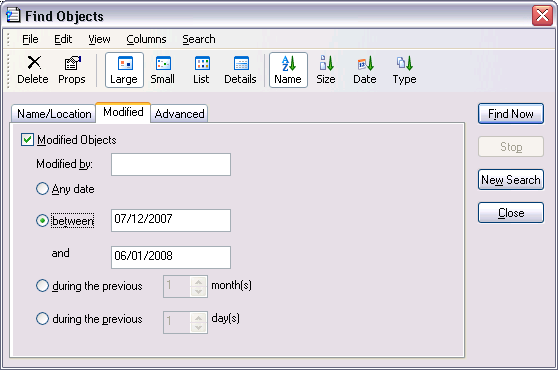 Find Objects
File Edit View Columns Search
Delete Props Large Small List Details Name Size Date Type
Name/Location Modified Advanced
Find Now
Modified Objects
Stop
Modified by:
New Search
Any date
Close
between 07/12/2007
and 06/01/2008
during the previous 1 month(s)
during the previous 1 day(s)